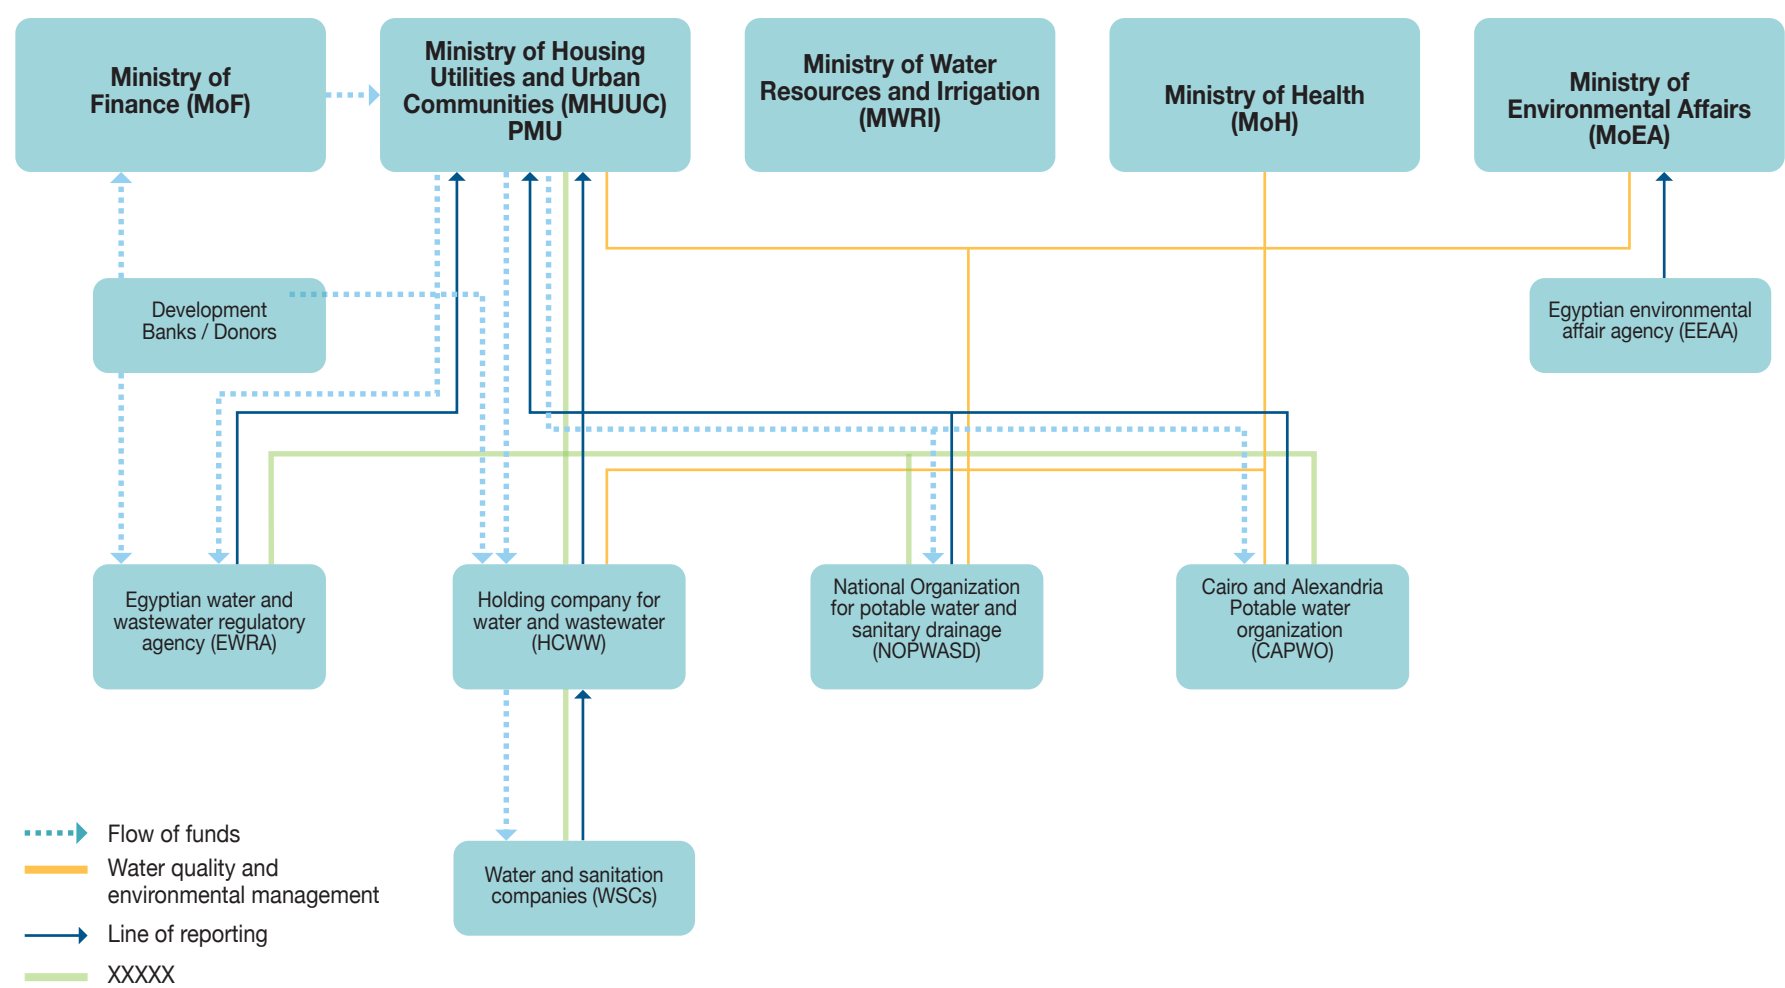 Ministry of
Finance (MoF)
Ministry of Housing
Utilities and Urban
Communities (MHUUC)
PMU
Ministry of Water
Resources and Irrigation
(MWRI)
Ministry of Health
(MoH)
Ministry of
Environmental Affairs
(MoEA)
Development
Banks / Donors
Egyptian environmental
affair agency (EEAA)
Egyptian water and
wastewater regulatory
agency (EWRA)
Holding company for
water and wastewater
(HCWW)
National Organization
for potable water and
sanitary drainage
(NOPWASD)
Cairo and Alexandria
Potable water
organization
(CAPWO)
Water and sanitation
companies (WSCs)
Flow of funds
Water quality and
environmental management
Line of reporting
XXXXX